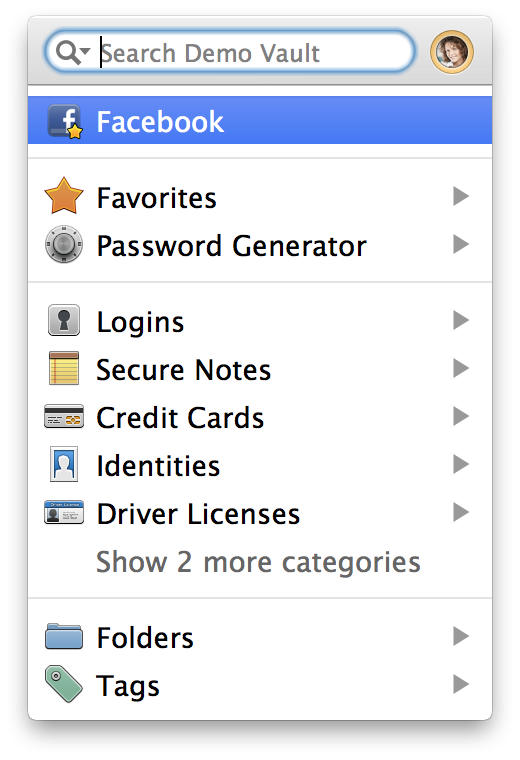 Search Demo Vault
Facebook
Favorites
Password Generator
Logins
Secure Notes
Credit Cards
Identities
Driver Licenses
Show 2 more categories
Folders
Tags